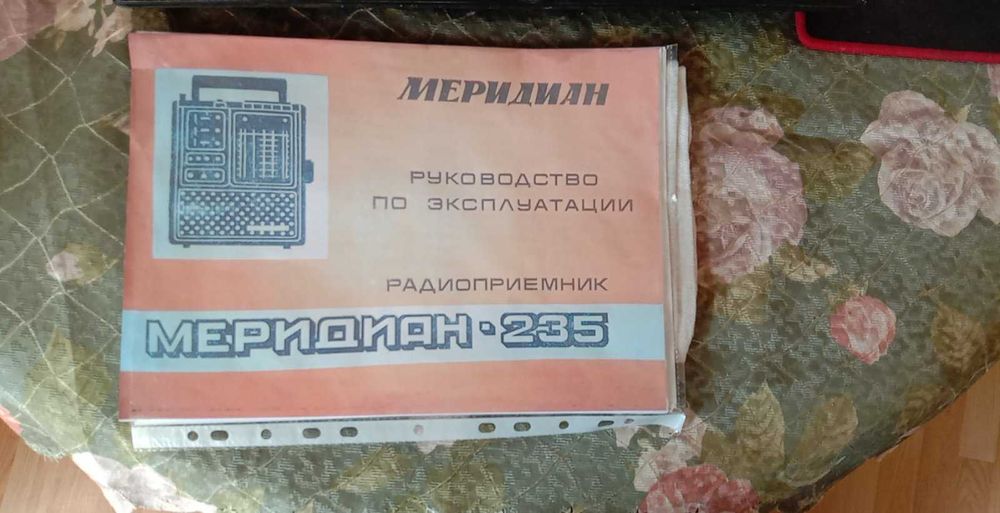 МЕРИДИАН
РУКОВОДСТВО
ПО ЭКСПЛУАТАЦИИ
РАДИОПРИЕМНИК
МЕРИДИАН·235